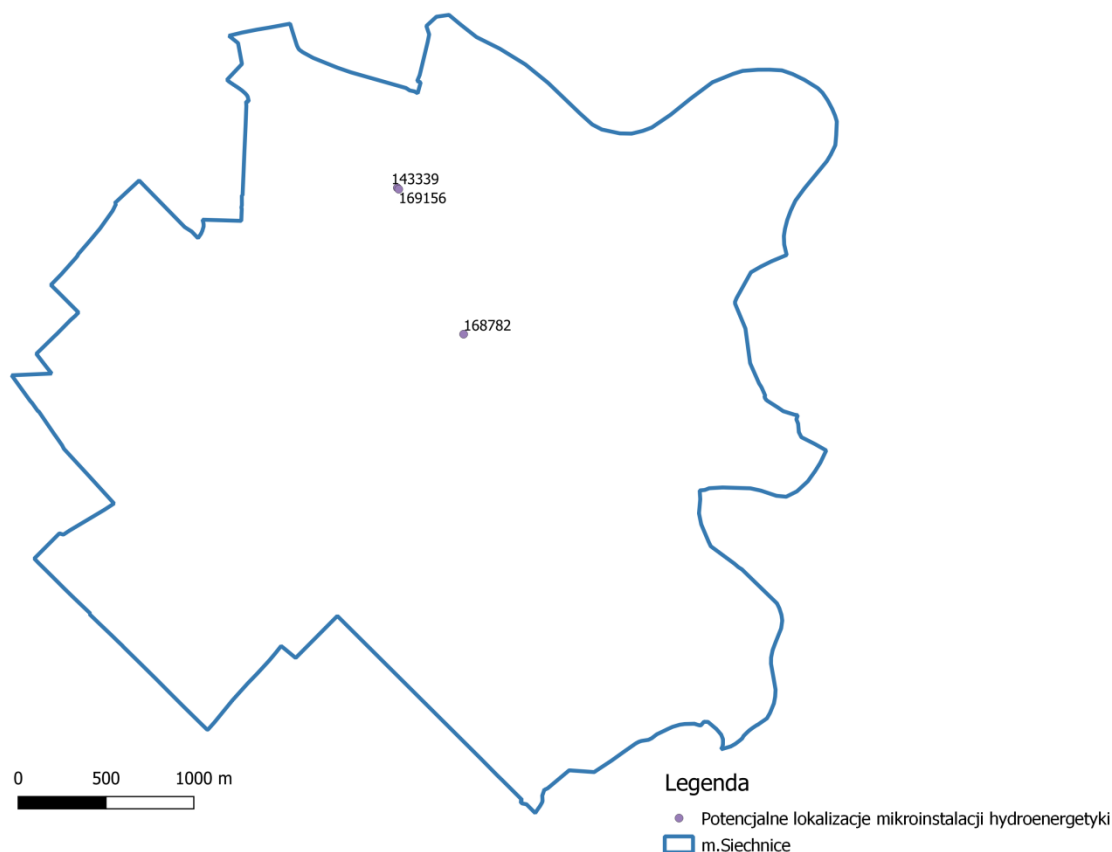 143339
169156
168782
0 500 1000 m
Legenda
Potencjalne lokalizacje mikroinstalacji hydroenergetyki
m.Siechnice